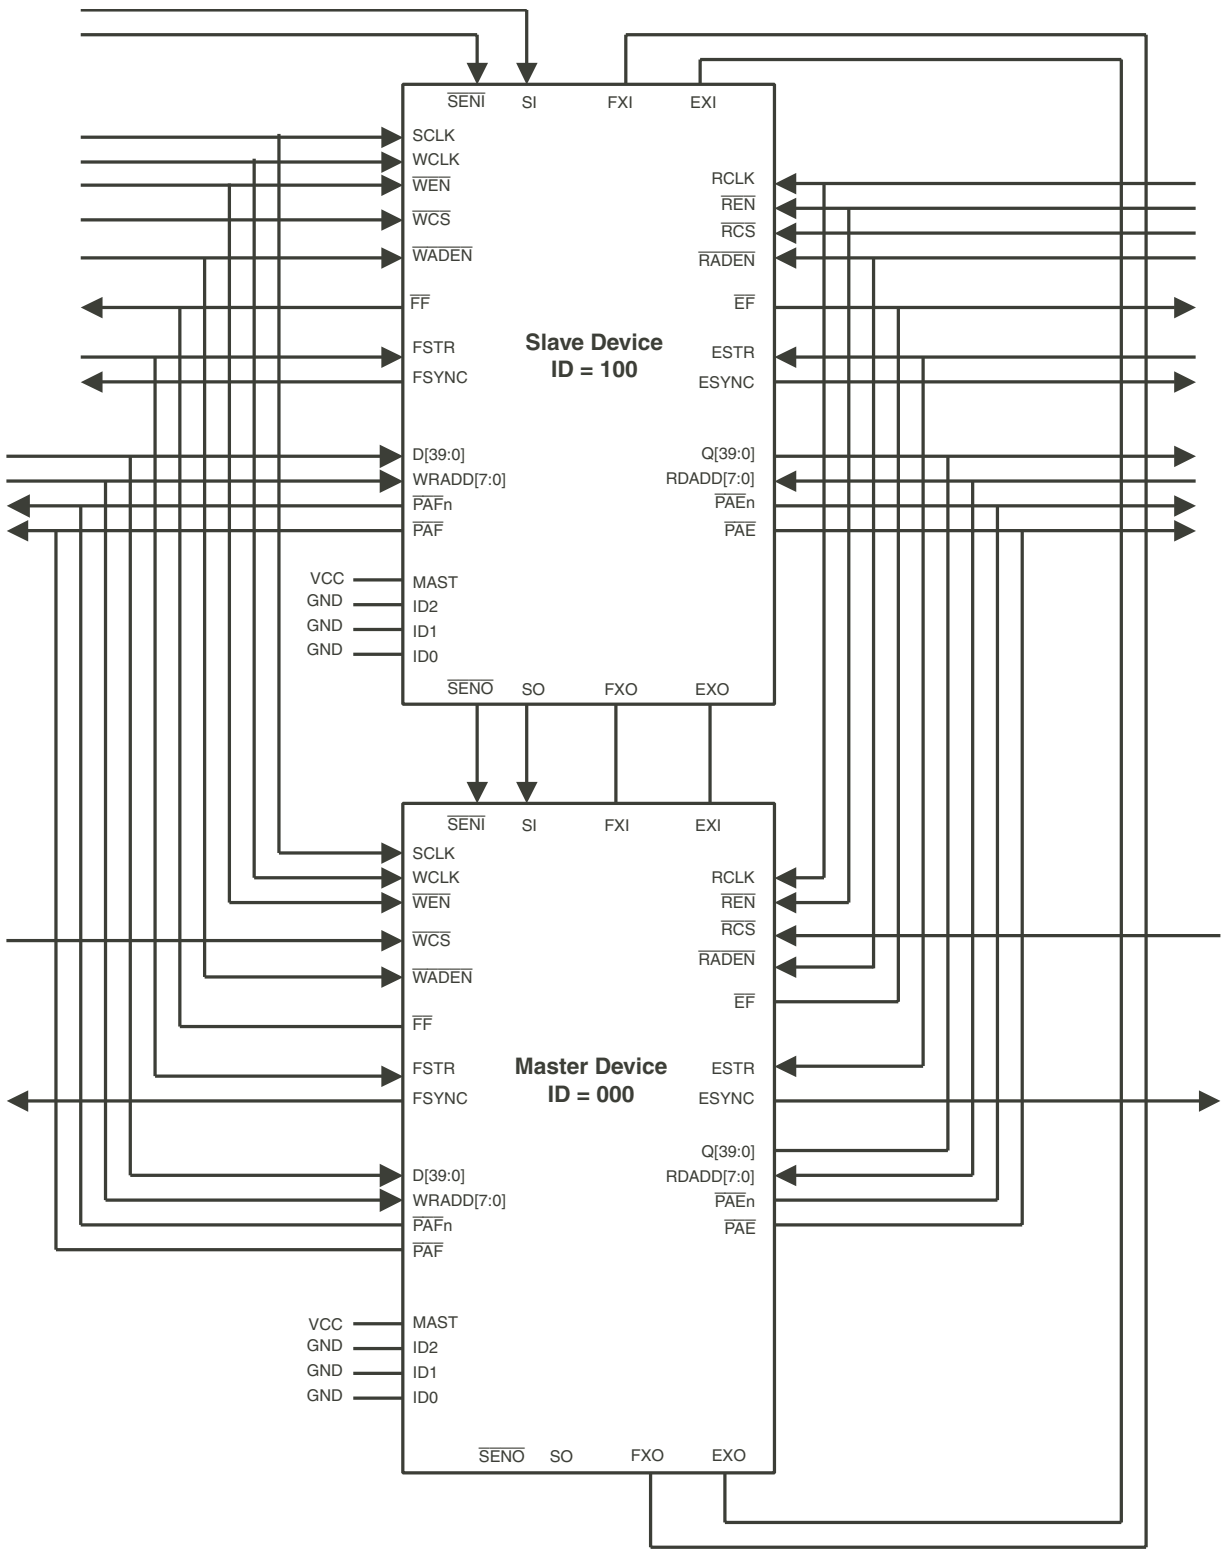 SENI SI FXI EXI
SCLK
WCLK
WEN
WCS
WADEN
FF
FSTR
FSYNC
D[39:0]
WRADD[7:0]
PAFn
PAF
VCC MAST
GND ID2
GND ID1
GND ID0
Slave Device
ID = 100
RCLK
REN
RCS
RADEN
EF
ESTR
ESYNC
Q[39:0]
RDADD[7:0]
PAEn
PAE
SENO SO FXO EXO
SENI SI FXI EXI
SCLK
WCLK
WEN
WCS
WADEN
FF
FSTR
FSYNC
D[39:0]
WRADD[7:0]
PAFn
PAF
VCC MAST
GND ID2
GND ID1
GND ID0
Master Device
ID = 000
RCLK
REN
RCS
RADEN
EF
ESTR
ESYNC
Q[39:0]
RDADD[7:0]
PAEn
PAE
SENO SO FXO EXO